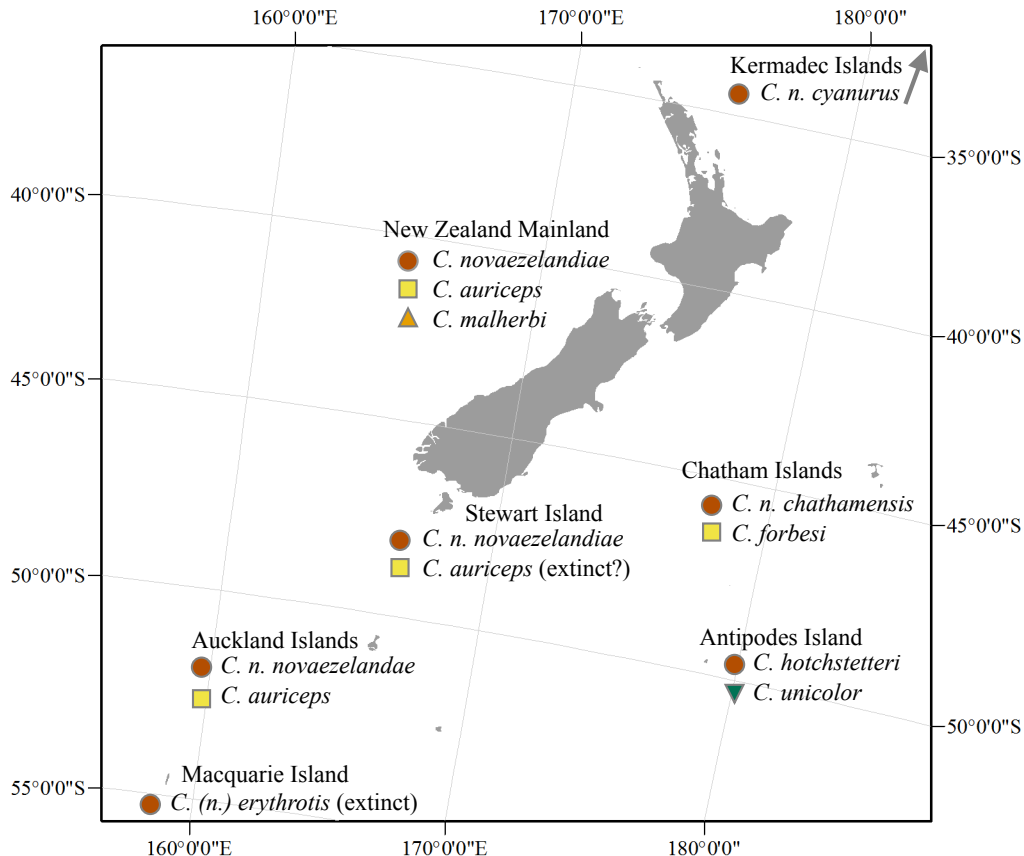 160°0'0"E
170°0'0"E
180°0'0"E
Kermadec Islands
C. n. cyanurus
35°0'0"S
40°0'0"S
New Zealand Mainland
C. novaezelandiae
C. auriceps
C. malherbi
40°0'0"S
45°0'0"S
Chatham Islands
C. n. chathamensis
C. forbesi
45°0'0"S
Stewart Island
C. n. novaezelandiae
C. auriceps (extinct?)
50°0'0"S
Auckland Islands
C. n. novaezelandae
C. auriceps
Antipodes Island
C. hotchstetteri
C. unicolor
50°0'0"S
Macquarie Island
C. (n.) erythrotis (extinct)
55°0'0"S
160°0'0"E
170°0'0"E
180°0'0"E